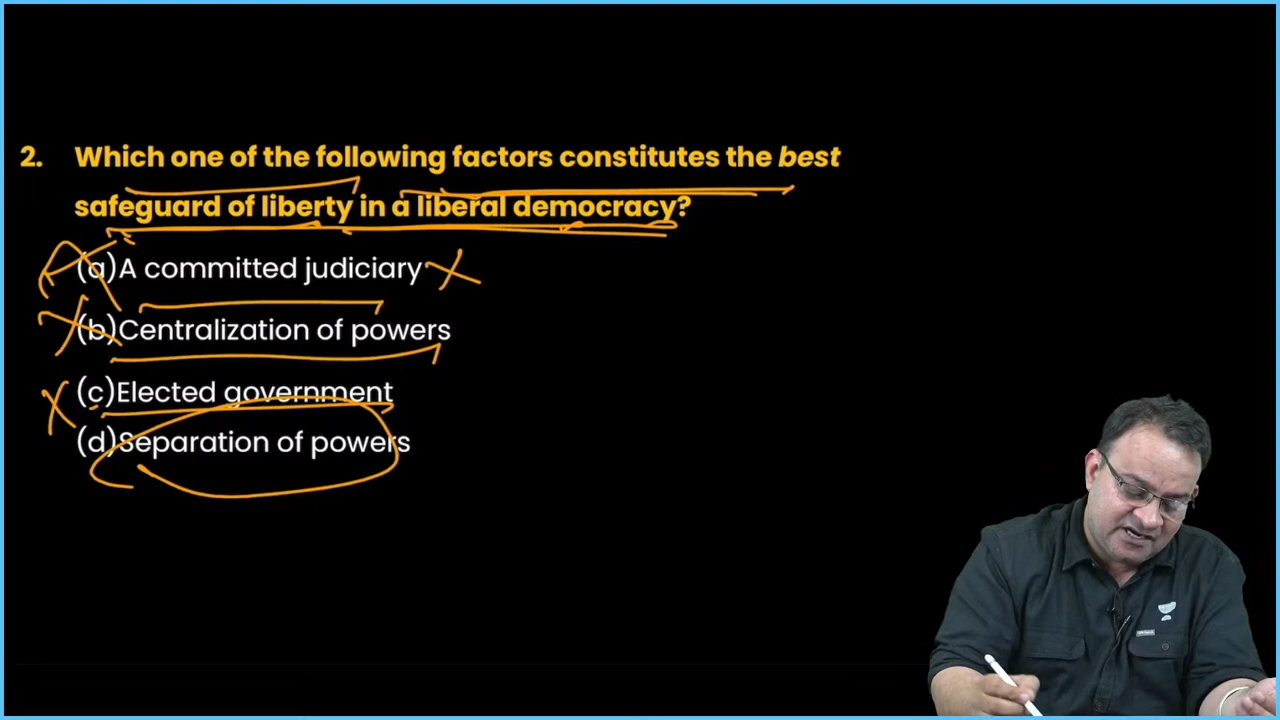 2. Which one of the following factors constitutes the best
safeguard of liberty in a liberal democracy?
(a)A committed judiciary
(b)Centralization of powers
(c)Elected government
(d)Separation of powers